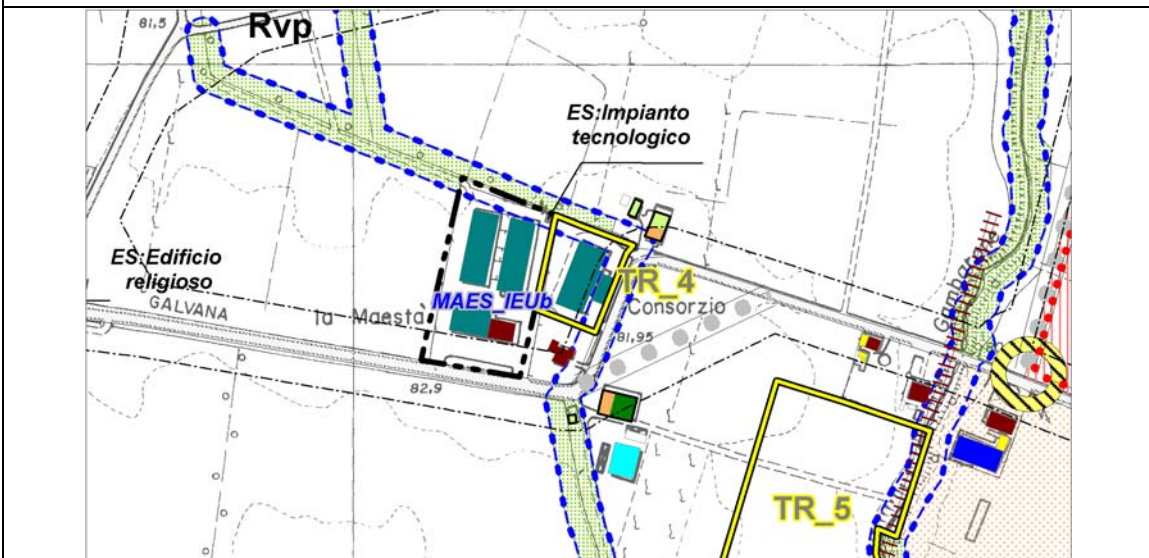 81,5
Rvp
ES:Impianto
tecnologico
ES:Edificio
religioso
GALVANA
la Maestà
MAES_IEUb
TR_4
Consorzio
81,95
82,9
TR_5